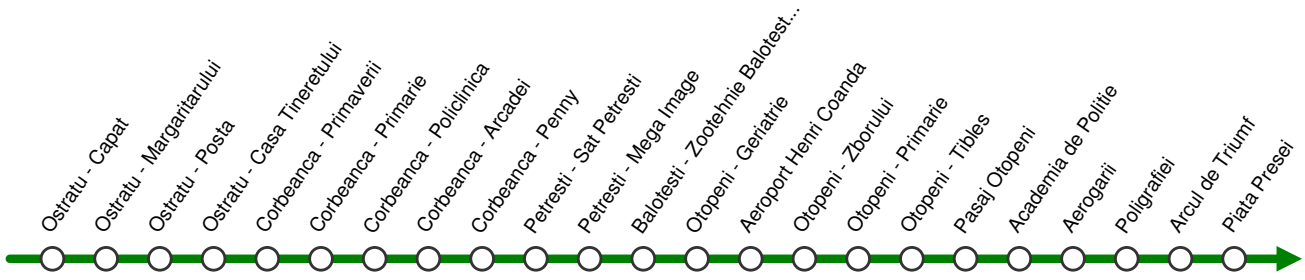 Ostratu - Capat
Ostratu - Margaritarului
Ostratu - Posta
Ostratu - Casa Tineretului
Corbeanca - Primaverii
Corbeanca - Primarie
Corbeanca - Policlinica
Corbeanca - Arcadei
Corbeanca - Penny
Petresti - Sat Petresti
Petresti - Mega Image
Balotesti - Zootehnie Balotest...
Otopeni - Geriatrie
Aeroport Henri Coanda
Otopeni - Zborului
Otopeni - Primarie
Otopeni - Tibles
Pasaj Otopeni
Academia de Politie
Aerogarii
Poligrafiei
Arcul de Triumf
Piata Presei